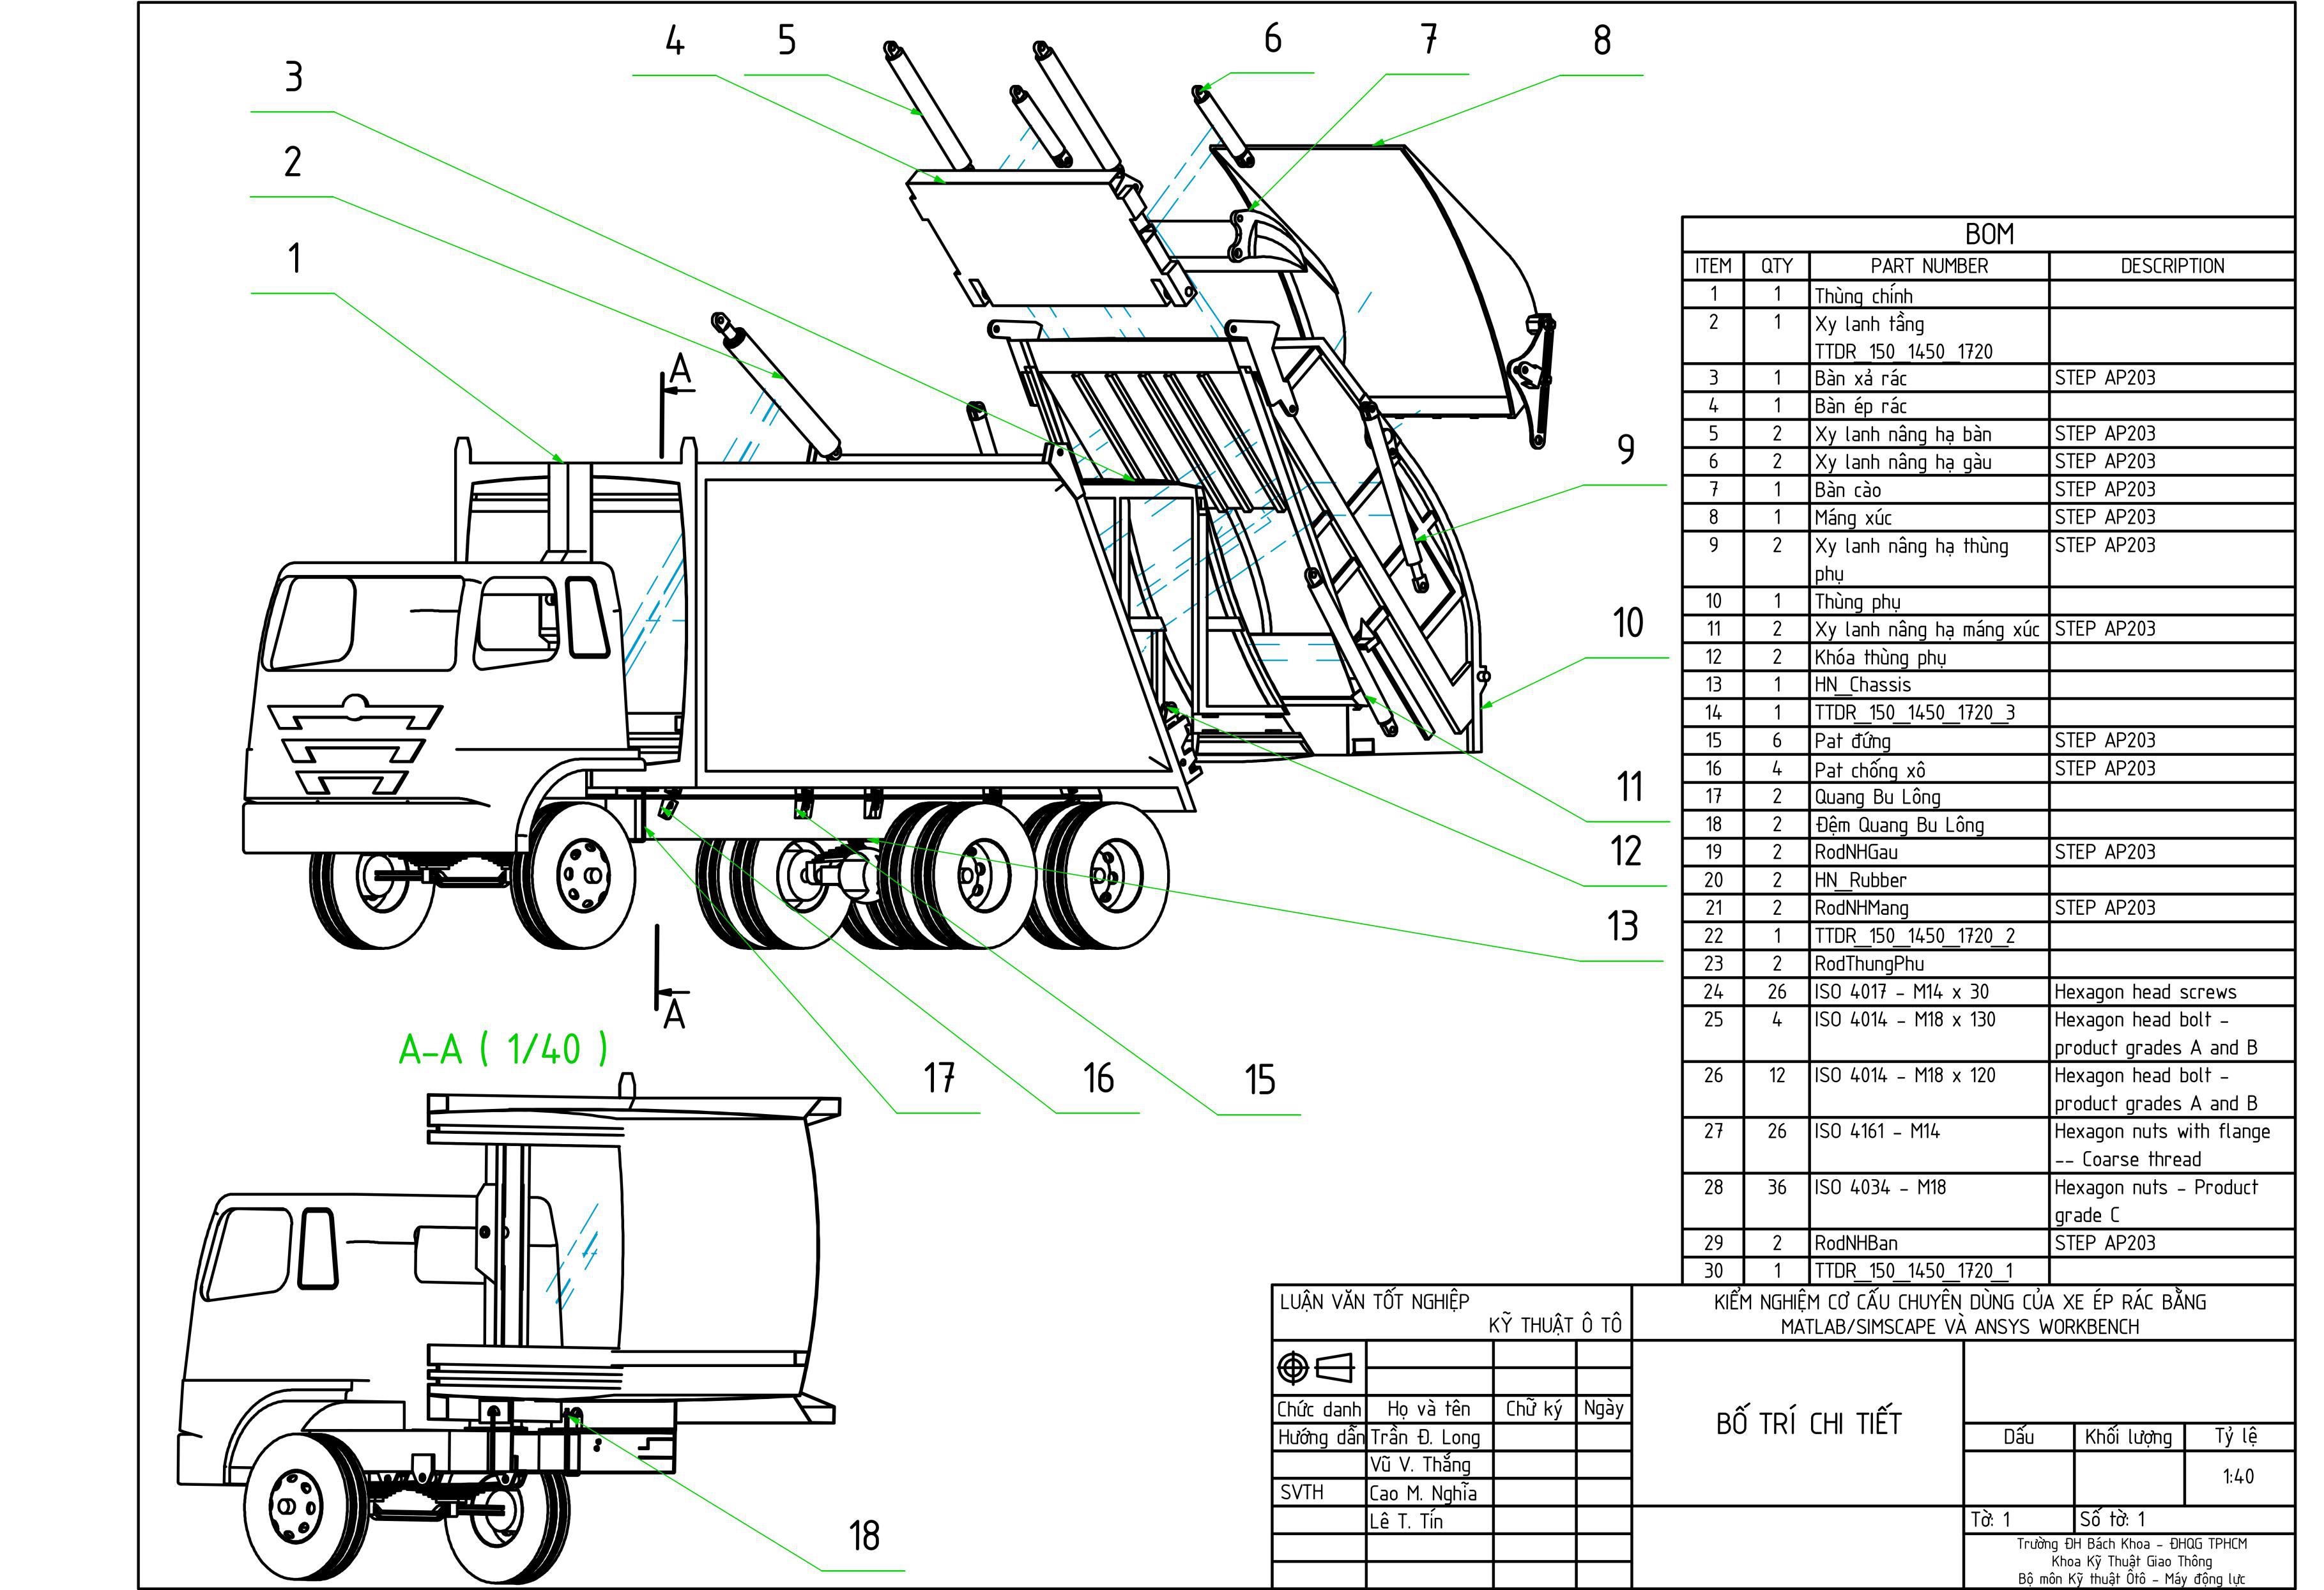 4
5
6
7
8
3
2
1
A
9
10
11
12
13
A
A-A ( 1/40 )
17
16
15
18
BOM
ITEM QTY PART NUMBER DESCRIPTION
1 1 Thùng chính
2 1 Xy lanh tầng
TTDR_150_1450_1720
3 1 Bàn xả rác STEP AP203
4 1 Bàn ép rác
5 2 Xy lanh nâng hạ bàn STEP AP203
6 2 Xy lanh nâng hạ gàu STEP AP203
7 1 Bàn cào STEP AP203
8 1 Máng xúc STEP AP203
9 2 Xy lanh nâng hạ thùng STEP AP203
phụ
10 1 Thùng phụ
11 2 Xy lanh nâng hạ máng xúc STEP AP203
12 2 Khóa thùng phụ
13 1 HN_Chassis
14 1 TTDR_150_1450_1720_3
15 6 Pat đứng STEP AP203
16 4 Pat chống xô STEP AP203
17 2 Quang Bu Lông
18 2 Đệm Quang Bu Lông
19 2 RodNHGau STEP AP203
20 2 HN_Rubber
21 2 RodNHMang STEP AP203
22 1 TTDR_150_1450_1720_2
23 2 RodThungPhu
24 26 ISO 4017 - M14 x 30 Hexagon head screws
25 4 ISO 4014 - M18 x 130 Hexagon head bolt -
product grades A and B
26 12 ISO 4014 - M18 x 120 Hexagon head bolt -
product grades A and B
27 26 ISO 4161 - M14 Hexagon nuts with flange
-- Coarse thread
28 36 ISO 4034 - M18 Hexagon nuts - Product
grade C
29 2 RodNHBan STEP AP203
30 1 TTDR_150_1450_1720_1
LUẬN VĂN TỐT NGHIỆP
KỸ THUẬT Ô TÔ
KIỂM NGHIỆM CƠ CẤU CHUYÊN DÙNG CỦA XE ÉP RÁC BẰNG
MATLAB/SIMSCAPE VÀ ANSYS WORKBENCH
Chức danh Họ và tên Chữ ký Ngày
Hướng dẫn Trần Đ. Long
Vũ V. Thắng
SVTH Cao M. Nghĩa
Lê T. Tín
BỐ TRÍ CHI TIẾT
Dấu Khối lượng Tỷ lệ
1:40
Tờ: 1 Số tờ: 1
Trường ĐH Bách Khoa - ĐHQG TPHCM
Khoa Kỹ Thuật Giao Thông
Bộ môn Kỹ thuật Ôtô - Máy động lực